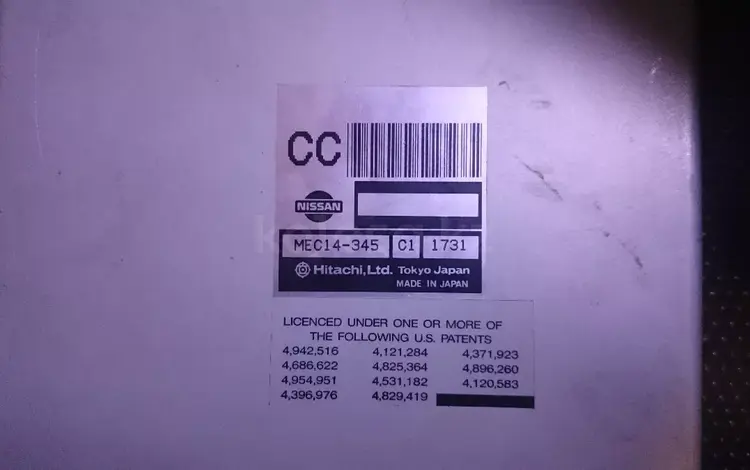 CC
NISSAN
MEC14-345 C1 1731
Hitachi, Ltd. Tokyo Japan
MADE IN JAPAN
LICENCED UNDER ONE OR MORE OF
THE FOLLOWING U.S. PATENTS
4,942,516 4,121,284 4,371,923
4,686,622 4,825,364 4,896,260
4,954,951 4,531,182 4,120,583
4,396,976 4,829,419